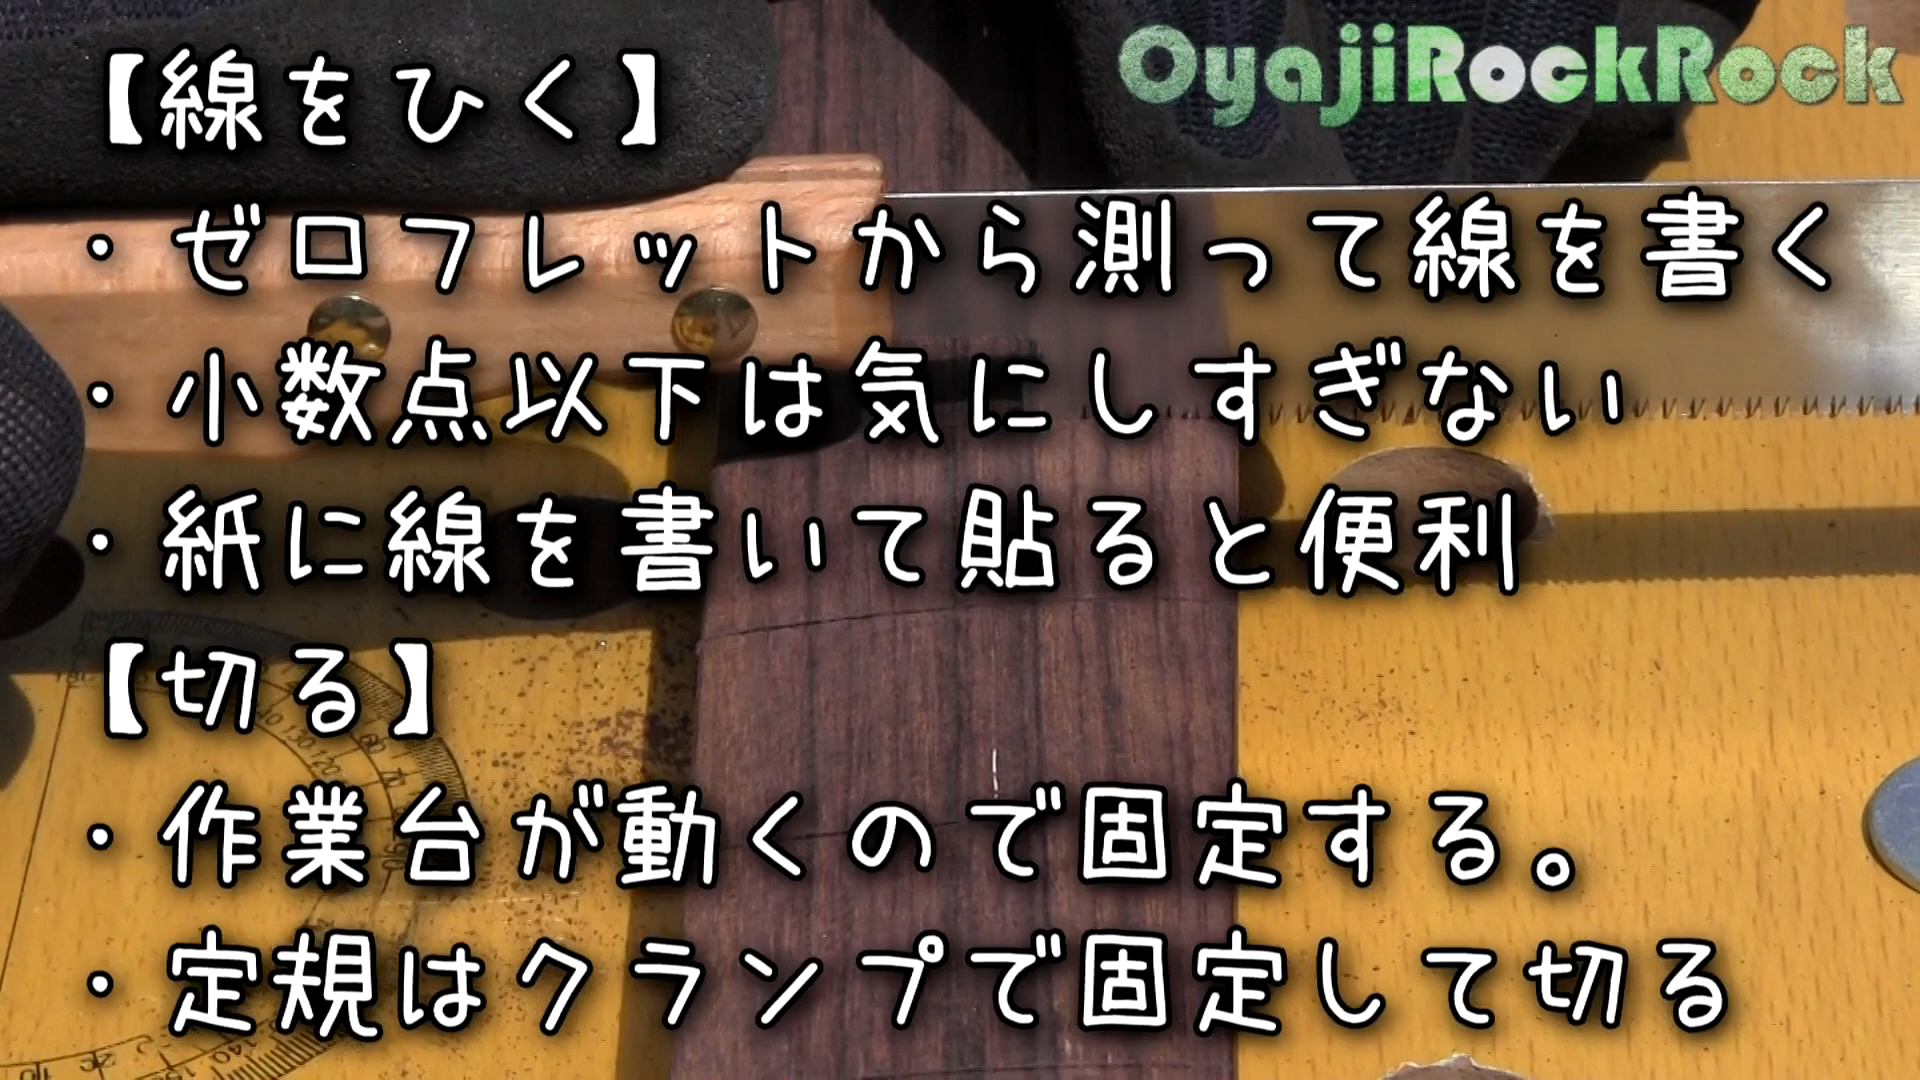 OyajiRockRock
【線をひく】
・ゼロフレットから測って線を書く
・小数点以下は気にしすぎない
・紙に線を書いて貼ると便利
【切る】
・作業台が動くので固定する。
・定規はクランプで固定して切る